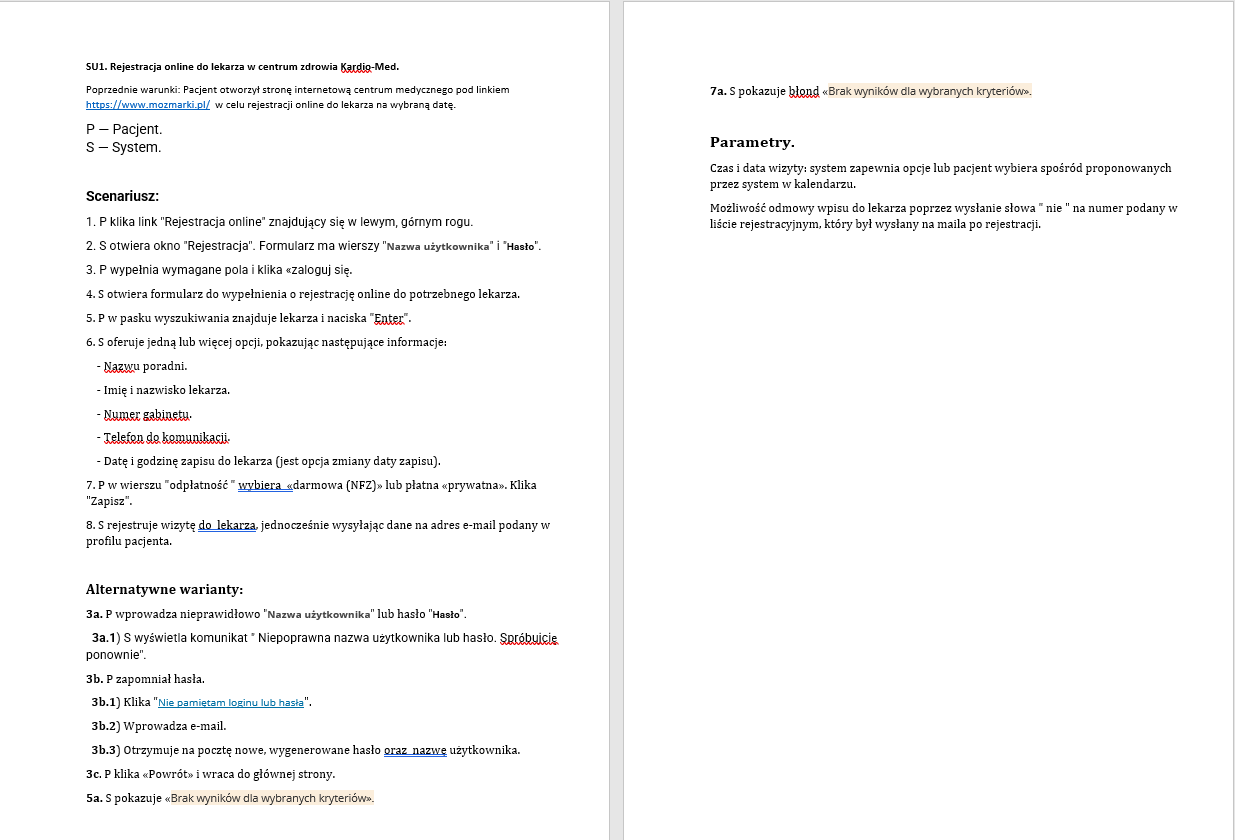 SU1. Rejestracja online do lekarza w centrum zdrowia Kardio-Med.
Poprzednie warunki: Pacjent otworzył stronę internetową centrum medycznego pod linkiem
https://www.mozmarki.pl/ w celu rejestracji online do lekarza na wybraną datę.
P — Pacjent.
S — System.
Scenariusz:
1. P klika link "Rejestracja online" znajdujący się w lewym, górnym rogu.
2. S otwiera okno "Rejestracja". Formularz ma wierszy "Nazwa użytkownika" i "Hasło".
3. P wypełnia wymagane pola i klika «zaloguj się.
4. S otwiera formularz do wypełnienia o rejestrację online do potrzebnego lekarza.
5. P w pasku wyszukiwania znajduje lekarza i naciska "Enter".
6. S oferuje jedną lub więcej opcji, pokazując następujące informacje:
- Nazwu poradni.
- Imię i nazwisko lekarza.
- Numer gabinetu.
- Telefon do komunikacji.
- Datę i godzinę zapisu do lekarza (jest opcja zmiany daty zapisu).
7. P w wierszu "odpłatność " wybiera «darmowa (NFZ)» lub płatna «prywatna». Klika
"Zapisz".
8. S rejestruje wizytę do lekarza, jednocześnie wysyłając dane na adres e-mail podany w
profilu pacjenta.
Alternatywne warianty:
3a. P wprowadza nieprawidłowo "Nazwa użytkownika" lub hasło "Hasło".
3a.1) S wyświetla komunikat " Niepoprawna nazwa użytkownika lub hasło. Spróbujcie
ponownie".
3b. P zapomniał hasła.
3b.1) Klika "Nie pamiętam loginu lub hasła".
3b.2) Wprowadza e-mail.
3b.3) Otrzymuje na pocztę nowe, wygenerowane hasło oraz nazwę użytkownika.
3c. P klika «Powrót» i wraca do głównej strony.
5a. S pokazuje «Brak wyników dla wybranych kryteriów».
7a. S pokazuje błond «Brak wyników dla wybranych kryteriów».
Parametry.
Czas i data wizyty: system zapewnia opcje lub pacjent wybiera spośród proponowanych
przez system w kalendarzu.
Możliwość odmowy wpisu do lekarza poprzez wysłanie słowa " nie " na numer podany w
liście rejestracyjnym, który był wysłany na maila po rejestracji.